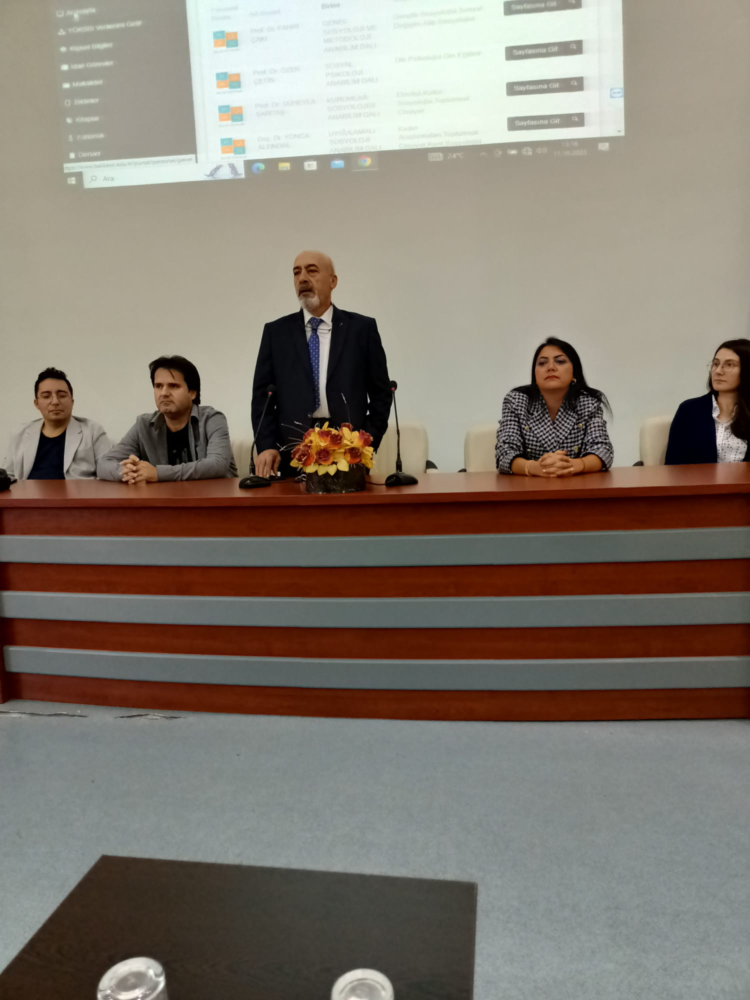 Anasayfa
YÖKSİS Verilerimi Getir
Kişisel Bilgiler
İdari Görevler
Makaleler
Bildiriler
Kitaplar
Editörlük
Dersler
https://www.balikesir.edu.tr/portal/personel/genel
Personel
Resim
Ad Soyad
Birimi
Prof. Dr. FAHRİ
ÇAKI
GENEL
SOSYOLOJİ VE
METODOLOJİ
ANABİLİM DALI
Gençlik Sosyolojisi,Sosyal
Değişim,Aile Sosyolojisi
Sayfasına Git
Prof. Dr. ÖZER
ÇETİN
SOSYAL
PSİKOLOJİ
ANABİLİM DALI
Din Psikolojisi,Din Eğitimi
Sayfasına Git
Prof. Dr. SÜHEYLA
SARITAŞ
KURUMLAR
SOSYOLOJİSİ
ANABİLİM DALI
Etnoloji,Kültür
Sosyolojisi,Toplumsal
Cinsiyet
Sayfasına Git
Doç. Dr. YONCA
ALTINDAL
UYGULAMALI
SOSYOLOJİ
ANABİLİM DALI
Kadın
Araştırmaları,Toplumsal
Cinsiyet,Kent Sosyolojisi
Sayfasına Git
Ara
24°C
13:16
11.10.2023